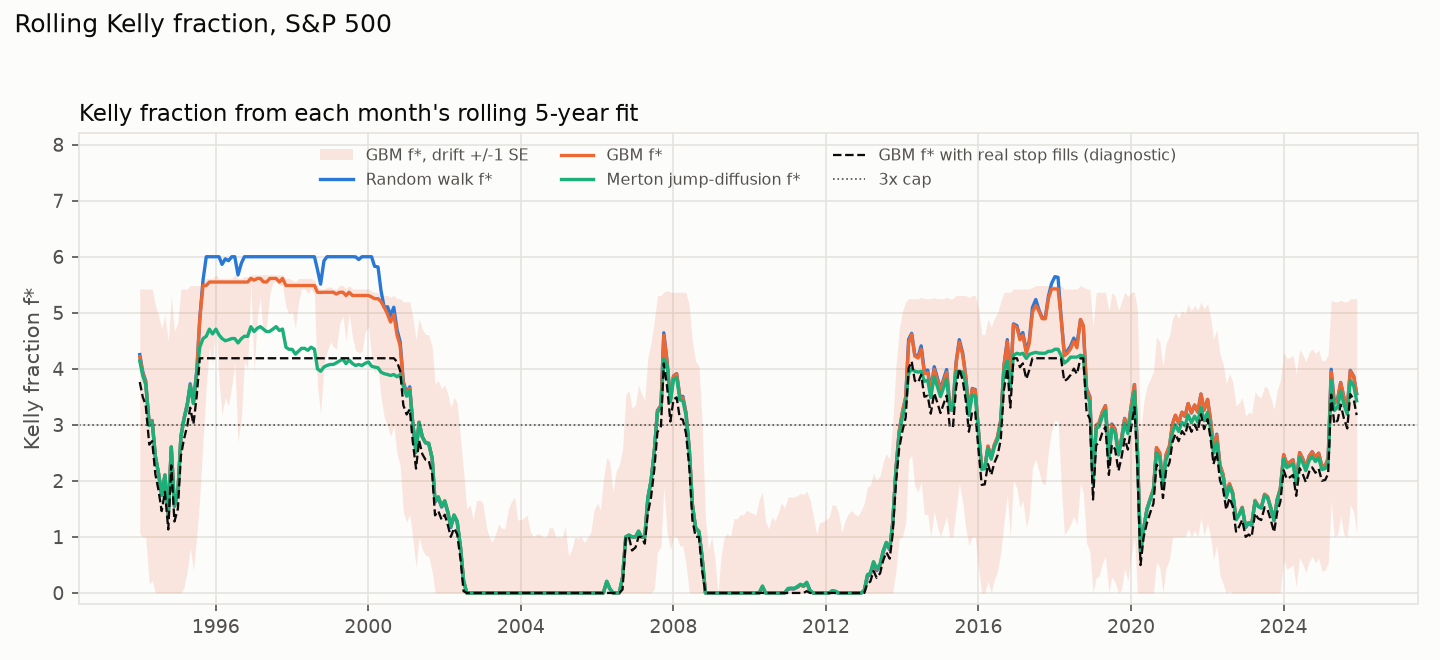 Rolling Kelly fraction, S&P 500
Kelly fraction from each month's rolling 5-year fit
GBM f*, drift +/-1 SE
GBM f*
GBM f* with real stop fills (diagnostic)
Random walk f*
Merton jump-diffusion f*
3x cap
Kelly fraction f*
8
7
6
5
4
3
2
1
0
1996
2000
2004
2008
2012
2016
2020
2024